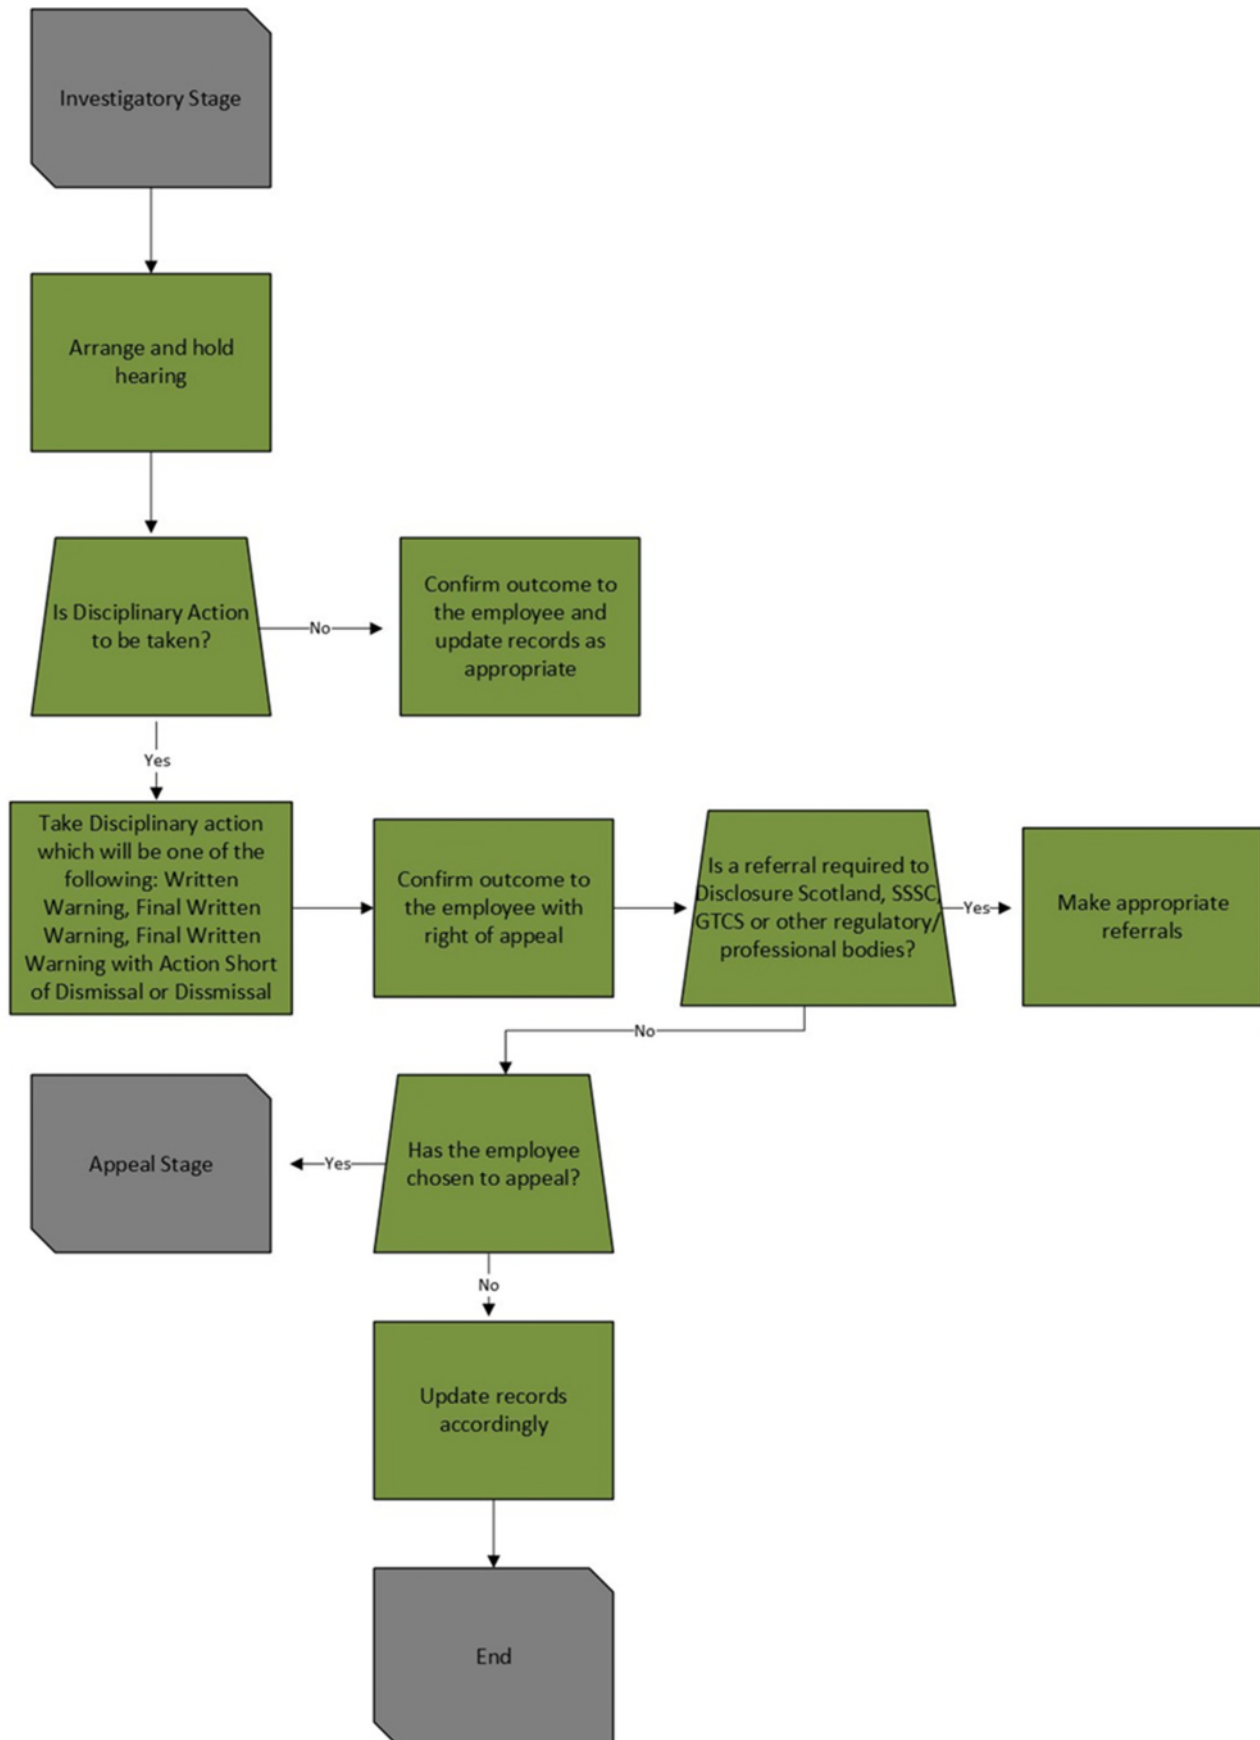 Investigatory Stage
Arrange and hold
hearing
Is Disciplinary Action
to be taken?
No
Confirm outcome to
the employee and
update records as
appropriate
Yes
Take Disciplinary action
which will be one of the
following: Written
Warning, Final Written
Warning, Final Written
Warning with Action Short
of Dismissal or Dissmissal
Confirm outcome to
the employee with
right of appeal
Is a referral required to
Disclosure Scotland, SSSC,
GTCS or other regulatory/
professional bodies?
Yes
Make appropriate
referrals
No
Appeal Stage
Yes
Has the employee
chosen to appeal?
No
Update records
accordingly
End